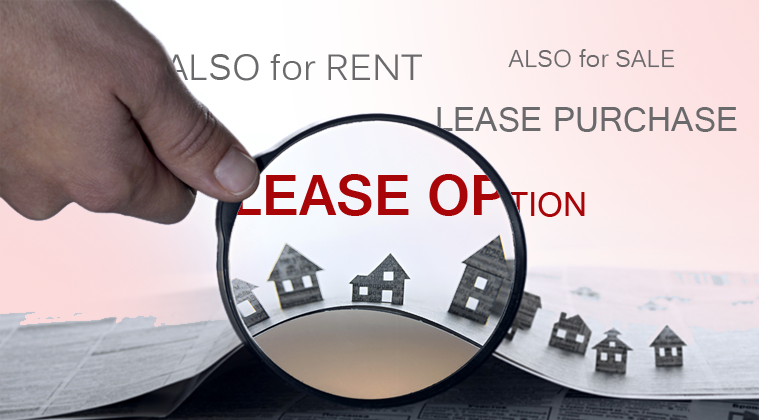 ALSO for RENT
ALSO for SALE
LEASE PURCHASE
LEASE OPTION